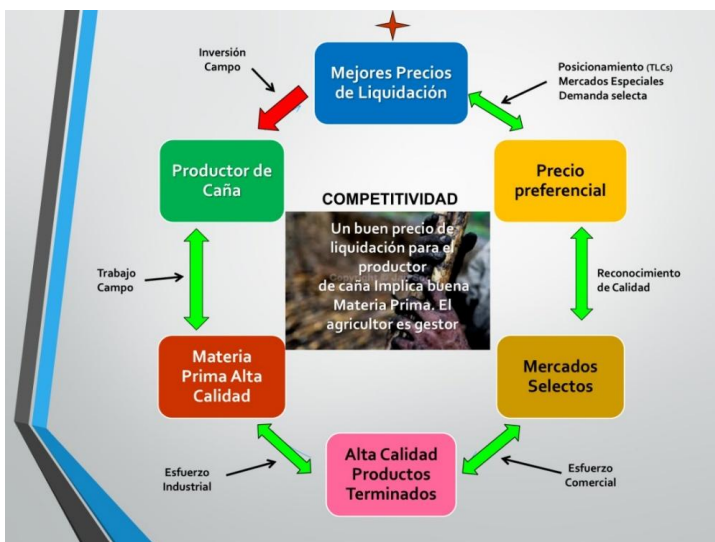 Inversión
Campo
Mejores Precios
de Liquidación
Posicionamiento (TLCs)
Mercados Especiales
Demanda selecta
Productor de
Caña
Precio
preferencial
COMPETITIVIDAD
Un buen precio de
liquidación para el
productor
de caña Implica buena
Materia Prima. El
agricultor es gestor
Trabajo
Campo
Reconocimiento
de Calidad
Materia
Prima Alta
Calidad
Mercados
Selectos
Alta Calidad
Productos
Terminados
Esfuerzo
Industrial
Esfuerzo
Comercial